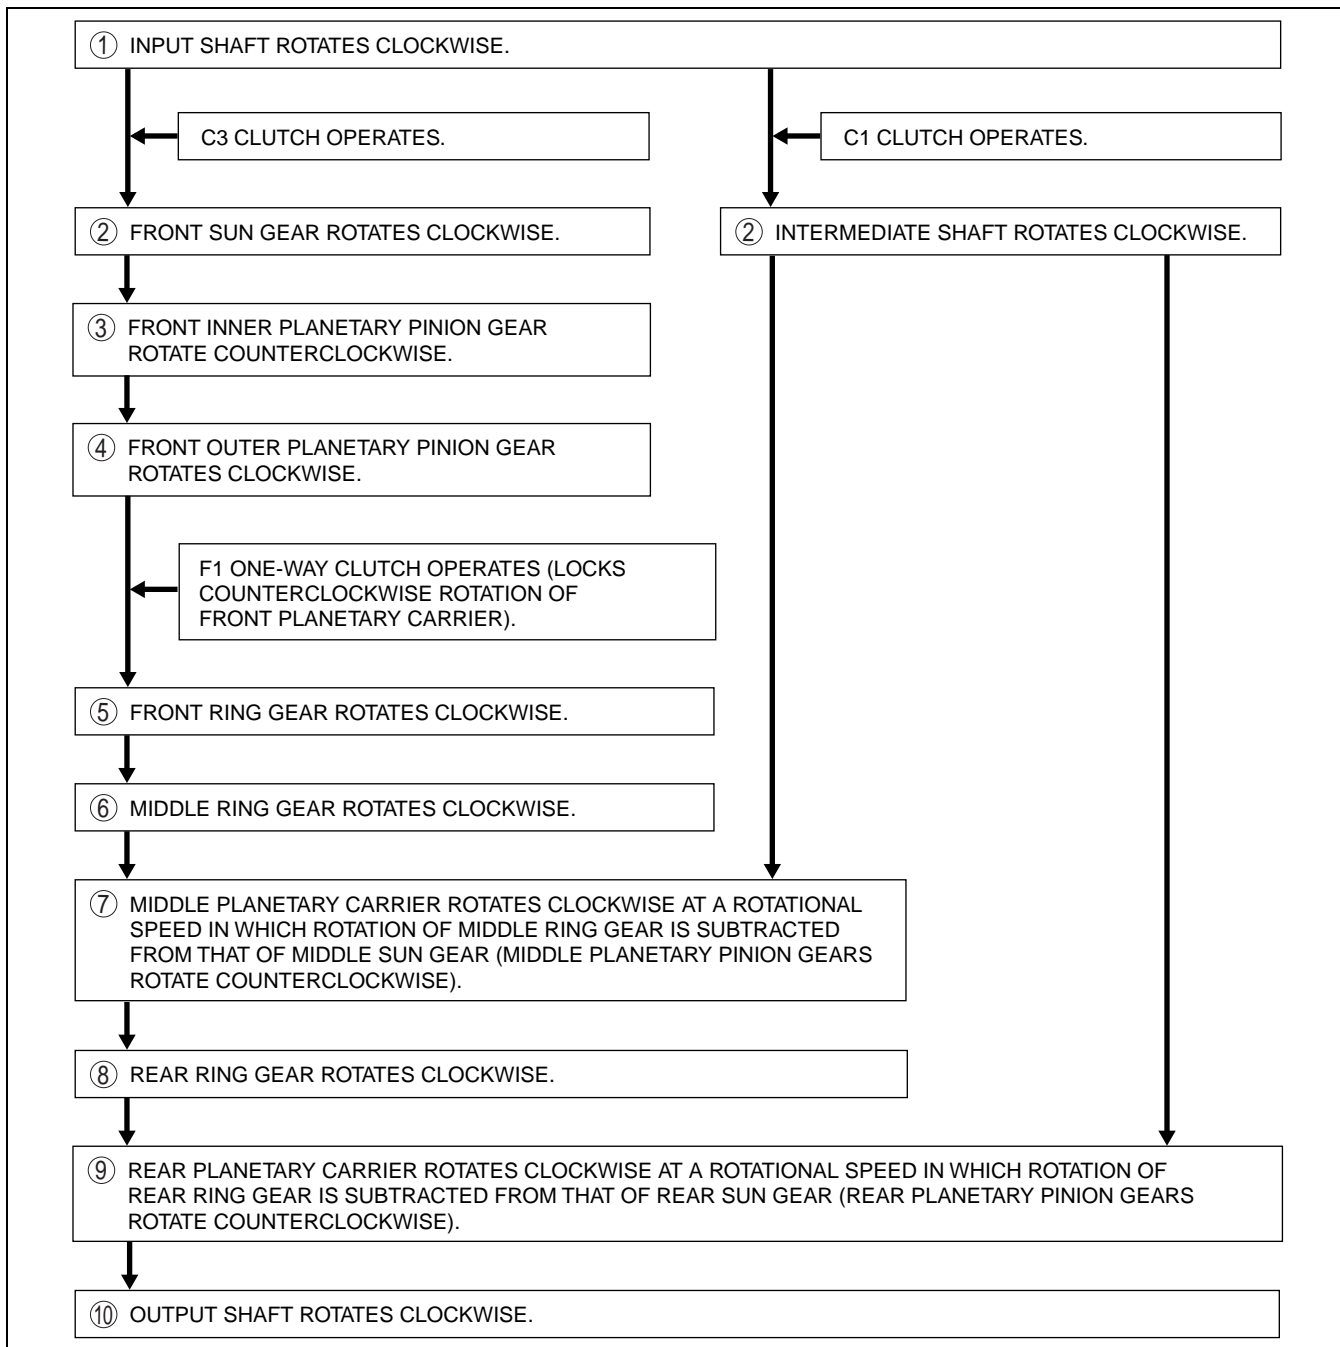 ① INPUT SHAFT ROTATES CLOCKWISE.
C3 CLUTCH OPERATES.
C1 CLUTCH OPERATES.
② FRONT SUN GEAR ROTATES CLOCKWISE.
② INTERMEDIATE SHAFT ROTATES CLOCKWISE.
③ FRONT INNER PLANETARY PINION GEAR
ROTATE COUNTERCLOCKWISE.
④ FRONT OUTER PLANETARY PINION GEAR
ROTATES CLOCKWISE.
F1 ONE-WAY CLUTCH OPERATES (LOCKS
COUNTERCLOCKWISE ROTATION OF
FRONT PLANETARY CARRIER).
⑤ FRONT RING GEAR ROTATES CLOCKWISE.
⑥ MIDDLE RING GEAR ROTATES CLOCKWISE.
⑦ MIDDLE PLANETARY CARRIER ROTATES CLOCKWISE AT A ROTATIONAL
SPEED IN WHICH ROTATION OF MIDDLE RING GEAR IS SUBTRACTED
FROM THAT OF MIDDLE SUN GEAR (MIDDLE PLANETARY PINION GEARS
ROTATE COUNTERCLOCKWISE).
⑧ REAR RING GEAR ROTATES CLOCKWISE.
⑨ REAR PLANETARY CARRIER ROTATES CLOCKWISE AT A ROTATIONAL SPEED IN WHICH ROTATION OF
REAR RING GEAR IS SUBTRACTED FROM THAT OF REAR SUN GEAR (REAR PLANETARY PINION GEARS
ROTATE COUNTERCLOCKWISE).
⑩ OUTPUT SHAFT ROTATES CLOCKWISE.